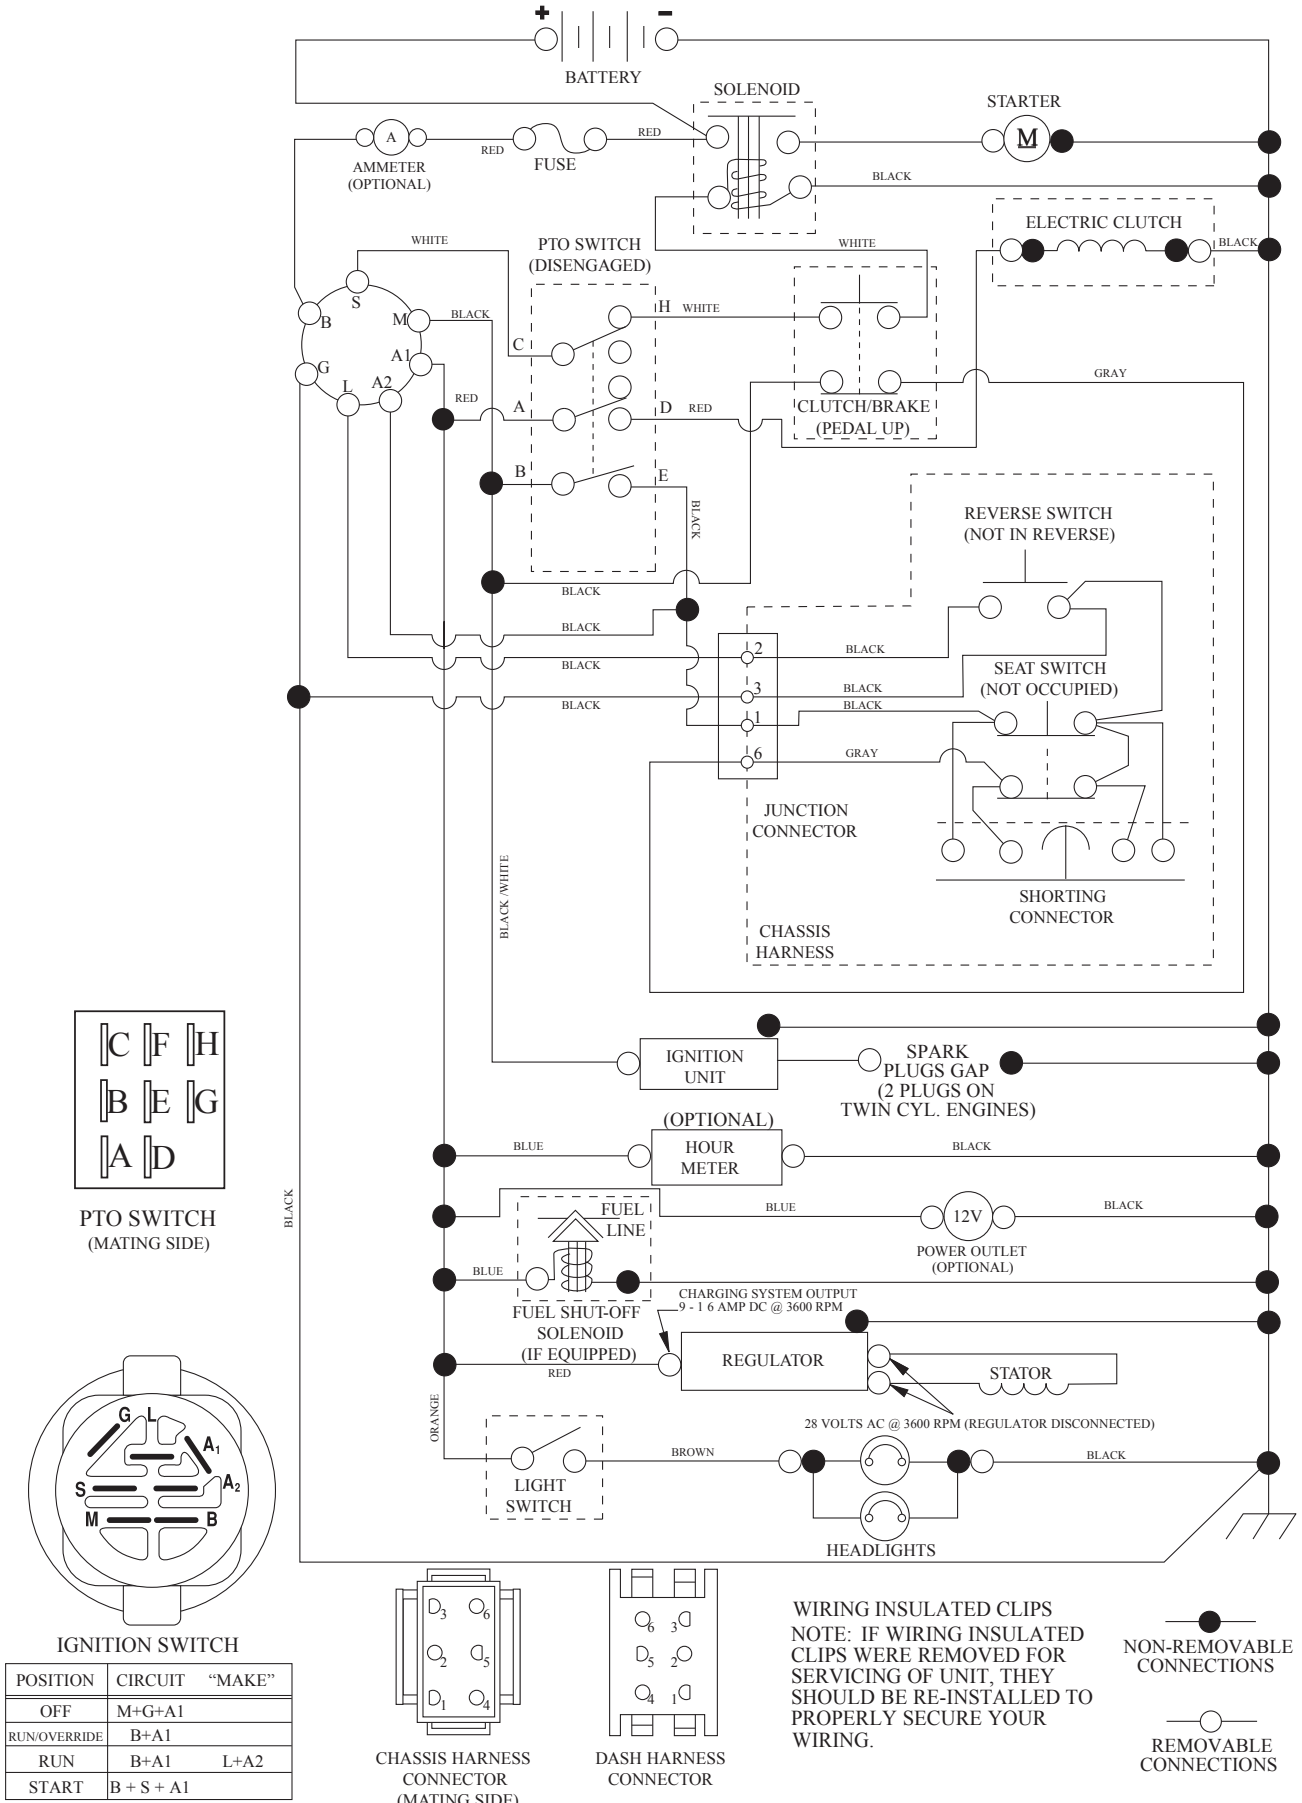 + −
BATTERY
SOLENOID
STARTER
M
A
AMMETER
(OPTIONAL)
RED
FUSE
RED
BLACK
ELECTRIC CLUTCH
BLACK
WHITE
PTO SWITCH
(DISENGAGED)
WHITE
S
B
M
BLACK
G
A1
L
A2
RED
C
H
WHITE
A
D
RED
B
E
BLACK
CLUTCH/BRAKE
(PEDAL UP)
GRAY
REVERSE SWITCH
(NOT IN REVERSE)
BLACK
BLACK
BLACK
2
BLACK
SEAT SWITCH
(NOT OCCUPIED)
BLACK
3
BLACK
BLACK
1
6
GRAY
JUNCTION
CONNECTOR
SHORTING
CONNECTOR
CHASSIS
HARNESS
BLACK /WHITE
C F H
B E G
A D
PTO SWITCH
(MATING SIDE)
BLACK
IGNITION
UNIT
SPARK
PLUGS GAP
(2 PLUGS ON
TWIN CYL. ENGINES)
(OPTIONAL)
BLUE
HOUR
METER
BLACK
BLUE
12V
BLACK
POWER OUTLET
(OPTIONAL)
FUEL
LINE
BLUE
FUEL SHUT-OFF
SOLENOID
(IF EQUIPPED)
CHARGING SYSTEM OUTPUT
9 - 1 6 AMP DC @ 3600 RPM
RED
REGULATOR
STATOR
28 VOLTS AC @ 3600 RPM (REGULATOR DISCONNECTED)
ORANGE
LIGHT
SWITCH
BROWN
BLACK
HEADLIGHTS
G L
A1
S
A2
M
B
IGNITION SWITCH
POSITION CIRCUIT “MAKE”
OFF M+G+A1
RUN/OVERRIDE B+A1
RUN B+A1 L+A2
START B + S + A1
3 6
2 5
1 4
CHASSIS HARNESS
CONNECTOR
(MATING SIDE)
6 3
5 2
4 1
DASH HARNESS
CONNECTOR
WIRING INSULATED CLIPS
NOTE: IF WIRING INSULATED
CLIPS WERE REMOVED FOR
SERVICING OF UNIT, THEY
SHOULD BE RE-INSTALLED TO
PROPERLY SECURE YOUR
WIRING.
NON-REMOVABLE
CONNECTIONS
REMOVABLE
CONNECTIONS